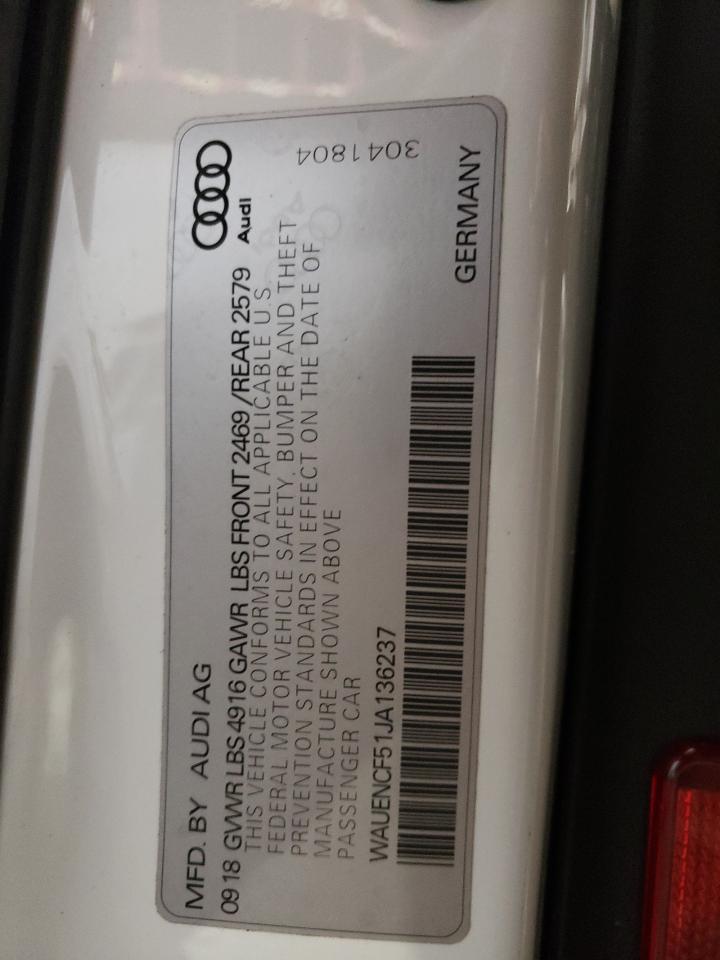 MFD. BY AUDI AG
0918 GVWR LBS 4916 GAWR LBS FRONT 2469 / REAR 2579
THIS VEHICLE CONFORMS TO ALL APPLICABLE U.S.
FEDERAL MOTOR VEHICLE SAFETY, BUMPER AND THEFT
PREVENTION STANDARDS IN EFFECT ON THE DATE OF
MANUFACTURE SHOWN ABOVE
PASSENGER CAR
WAUENCF51JA136237
Audi
3041804
GERMANY